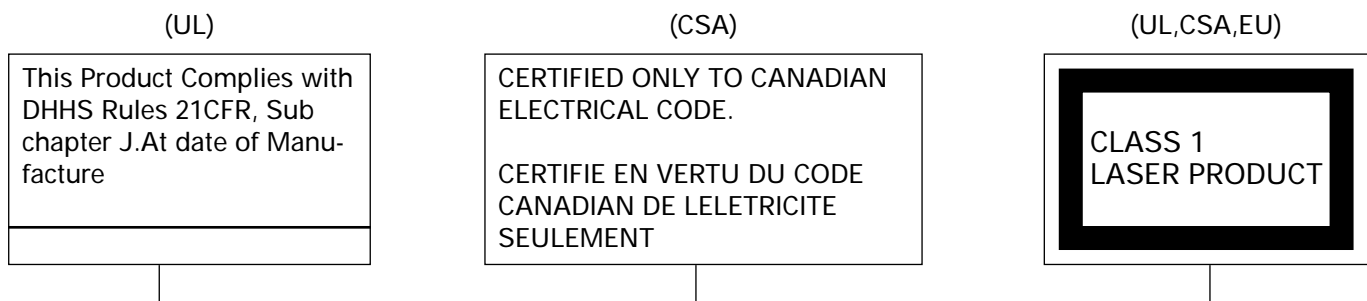 (UL)
This Product Complies with
DHHS Rules 21CFR, Sub
chapter J.At date of Manu-
facture
(CSA)
CERTIFIED ONLY TO CANADIAN
ELECTRICAL CODE.
CERTIFIE EN VERTU DU CODE
CANADIAN DE LELETRICITE
SEULEMENT
(UL,CSA,EU)
CLASS 1
LASER PRODUCT